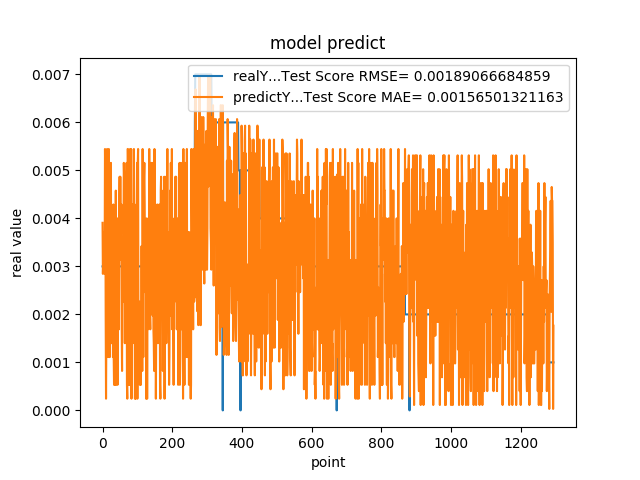 model predict
realY...Test Score RMSE= 0.00189066684859
predictY...Test Score MAE= 0.00156501321163
0.007
0.006
0.005
0.004
0.003
0.002
0.001
0.000
real value
0 200 400 600 800 1000 1200
point